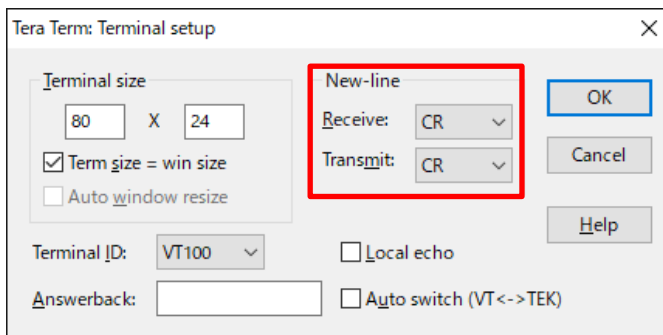 Tera Term: Terminal setup
Terminal size
80 X 24
Term size = win size
Auto window resize
New-line
Receive: CR
Transmit: CR
OK
Cancel
Help
Terminal ID: VT100
Local echo
Answerback:
Auto switch (VT<->TEK)